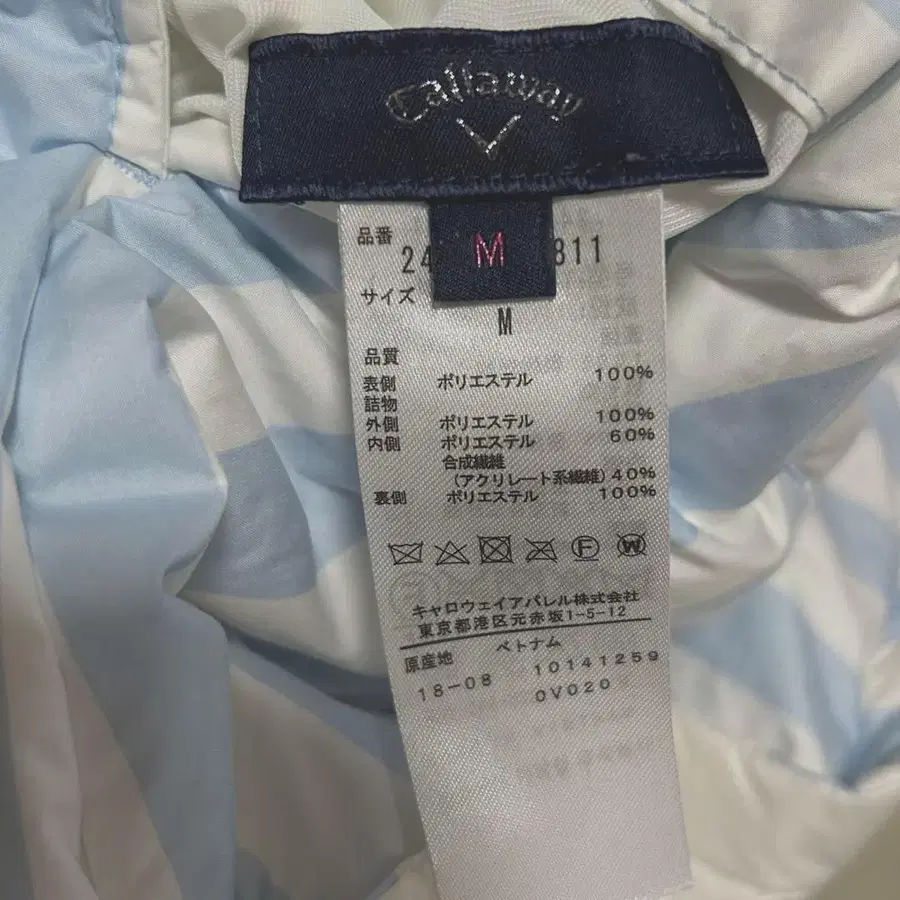 Callaway
M
品番
24 811
サイズ
M
品質
表側 ポリエステル 100%
詰物
外側 ポリエステル 100%
内側 ポリエステル 60%
合成繊維
(アクリレート系繊維) 40%
裏側 ポリエステル 100%
F W
キャロウェイアパレル株式会社
東京都港区元赤坂1-5-12
原産地 ベトナム
18-08 10141259
0V020